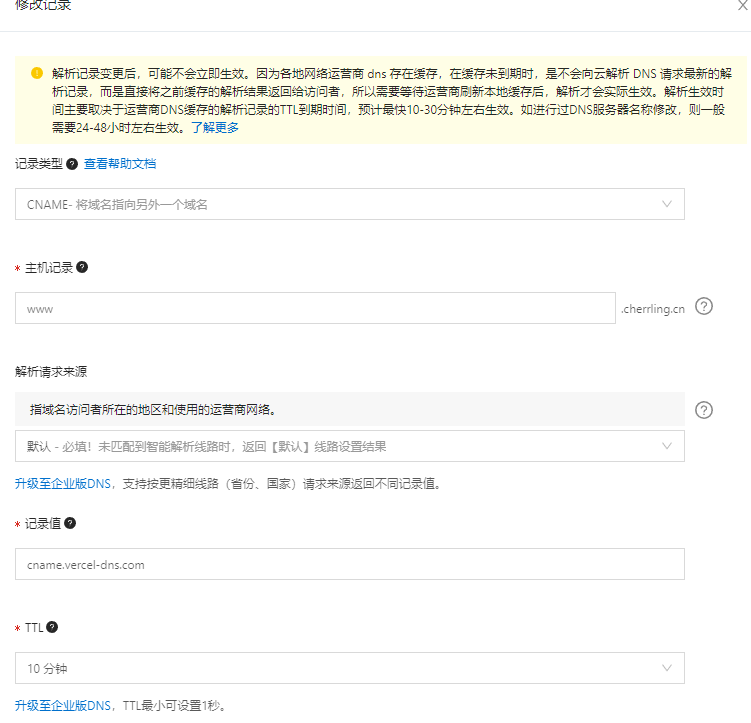 修改记录
解析记录变更后，可能不会立即生效。因为各地网络运营商 dns 存在缓存，在缓存未到期时，是不会向云解析 DNS 请求最新的解
析记录，而是直接将之前缓存的解析结果返回给访问者，所以需要等待运营商刷新本地缓存后，解析才会实际生效。解析生效时
间主要取决于运营商DNS缓存的解析记录的TTL到期时间，预计最快10-30分钟左右生效。如进行过DNS服务器名称修改，则一般
需要24-48小时左右生效。了解更多
记录类型 查看帮助文档
CNAME- 将域名指向另外一个域名
* 主机记录
www .cherrling.cn
解析请求来源
指域名访问者所在的地区和使用的运营商网络。
默认 - 必填！未匹配到智能解析线路时，返回【默认】线路设置结果
升级至企业版DNS，支持按更精细线路（省份、国家）请求来源返回不同记录值。
* 记录值
cname.vercel-dns.com
* TTL
10 分钟
升级至企业版DNS，TTL最小可设置1秒。